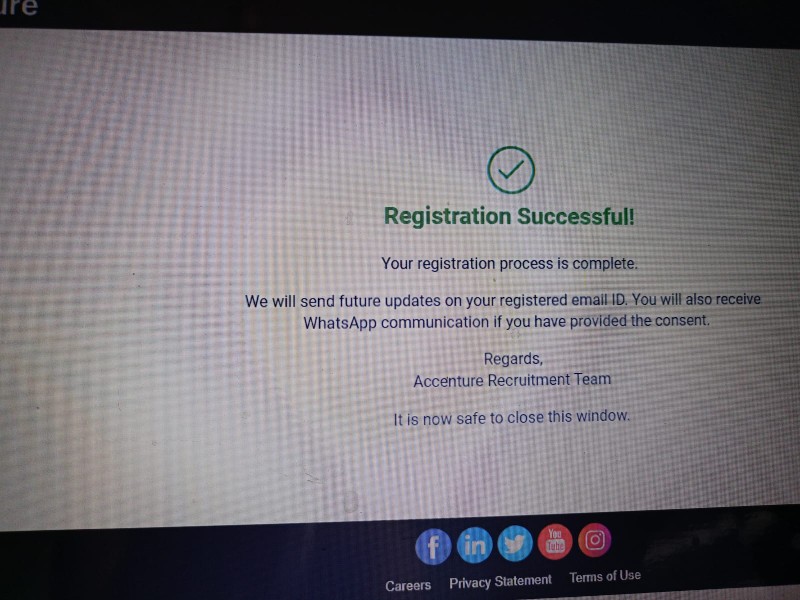 ure
Registration Successful!
Your registration process is complete.
We will send future updates on your registered email ID. You will also receive
WhatsApp communication if you have provided the consent.
Regards,
Accenture Recruitment Team
It is now safe to close this window.
f in You Tube
Careers Privacy Statement Terms of Use